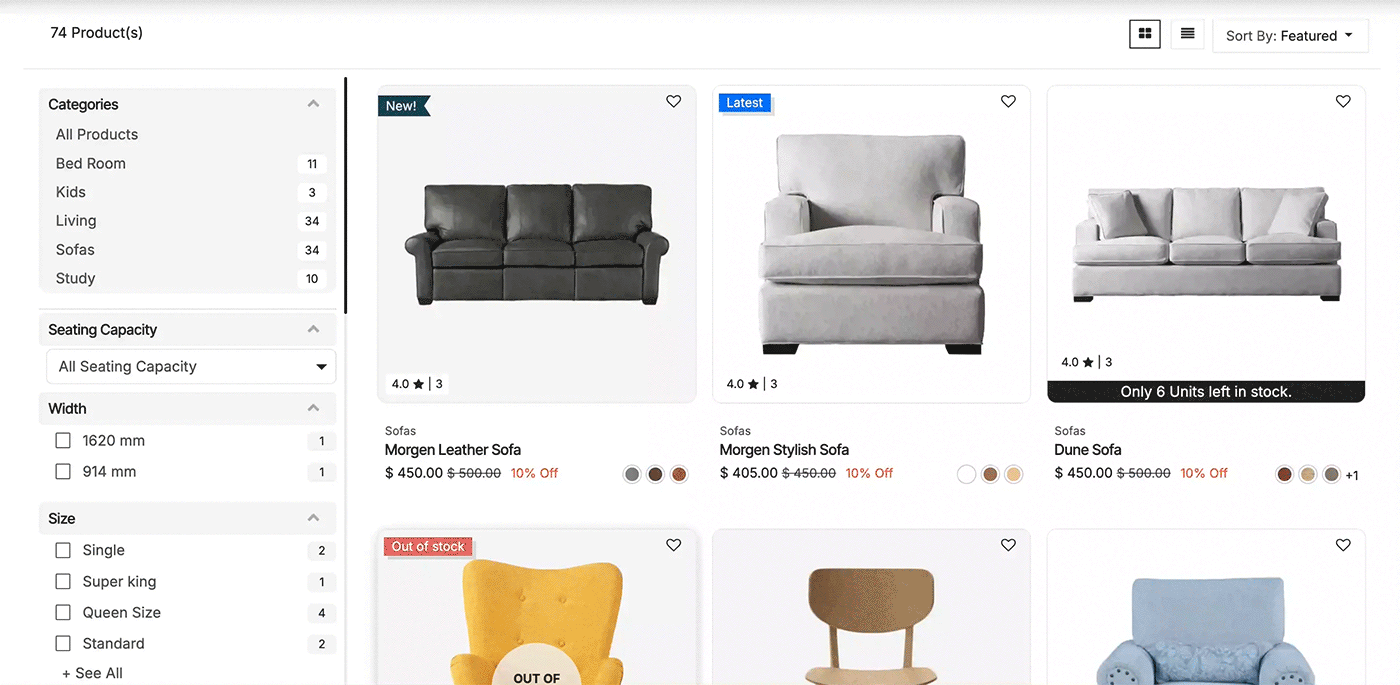 74 Product(s)
Sort By: Featured
Categories
All Products
Bed Room 11
Kids 3
Living 34
Sofas 34
Study 10
Seating Capacity
All Seating Capacity
Width
1620 mm 1
914 mm 1
Size
Single 2
Super king 1
Queen Size 4
Standard 2
+ See All
New!
4.0 ★ | 3
Sofas
Morgen Leather Sofa
$ 450.00 $ 500.00 10% Off
Latest
4.0 ★ | 3
Sofas
Morgen Stylish Sofa
$ 405.00 $ 450.00 10% Off
4.0 ★ | 3
Only 6 Units left in stock.
Sofas
Dune Sofa
$ 450.00 $ 500.00 10% Off +1
Out of stock
OUT OF